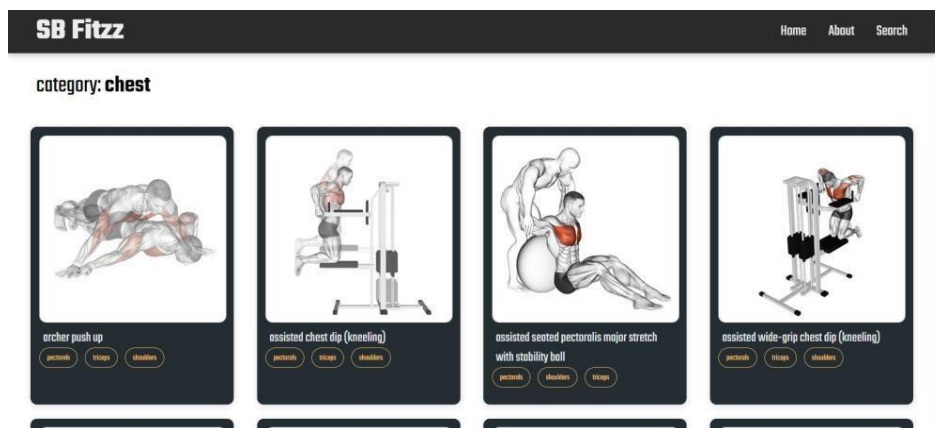 SB Fitzz
Home About Search
category: chest
archer push up
pectorals triceps shoulders
assisted chest dip (kneeling)
pectorals triceps shoulders
assisted seated pectoralis major stretch
with stability ball
pectorals shoulders triceps
assisted wide-grip chest dip (kneeling)
pectorals triceps shoulders